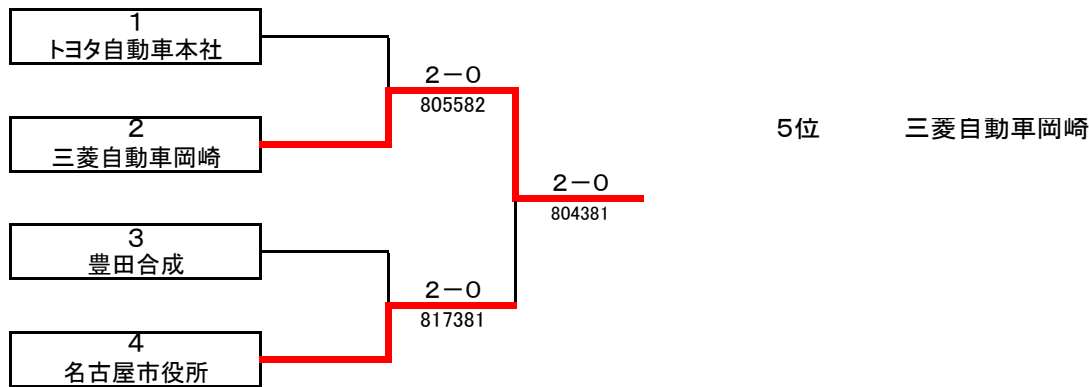 1
トヨタ自動車本社
2－0
805582
2
三菱自動車岡崎
5位 三菱自動車岡崎
2－0
804381
3
豊田合成
2－0
817381
4
名古屋市役所